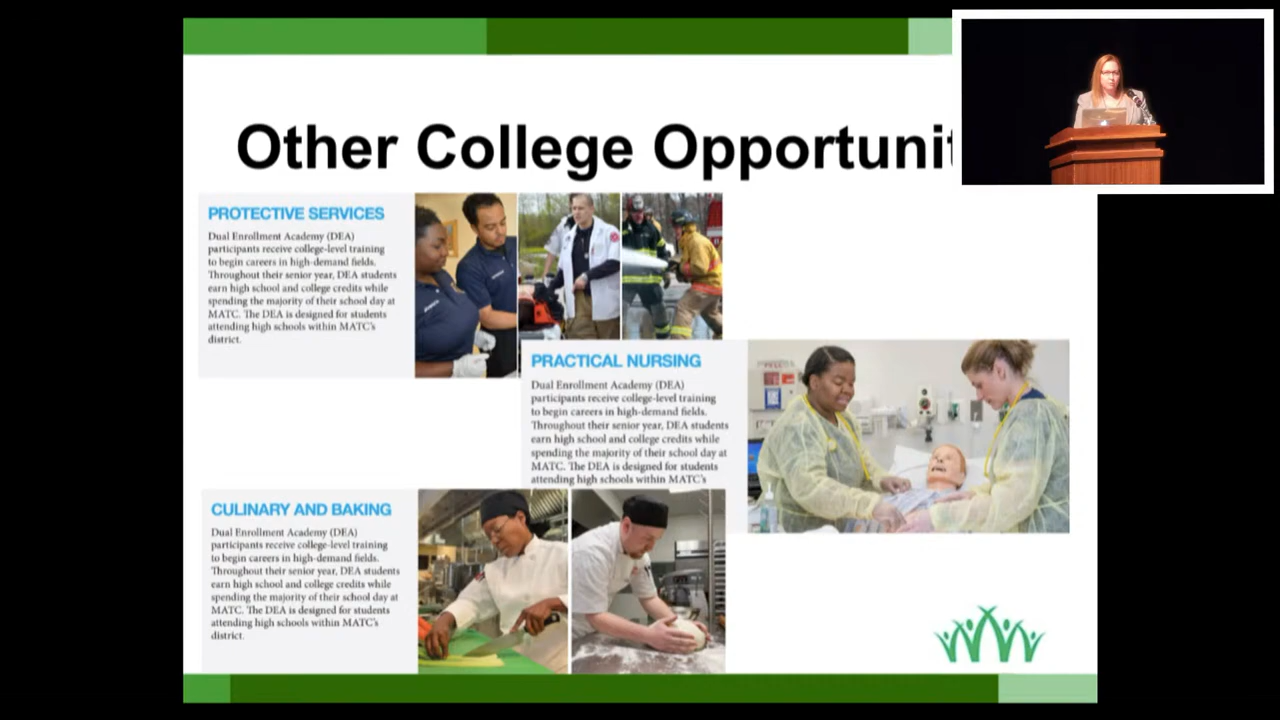 Other College Opportunit
PROTECTIVE SERVICES
Dual Enrollment Academy (DEA)
participants receive college-level training
to begin careers in high-demand fields.
Throughout their senior year, DEA students
earn high school and college credits while
spending the majority of their school day at
MATC. The DEA is designed for students
attending high schools within MATC's
district.
PRACTICAL NURSING
Dual Enrollment Academy (DEA)
participants receive college-level training
to begin careers in high-demand fields.
Throughout their senior year, DEA students
earn high school and college credits while
spending the majority of their school day at
MATC. The DEA is designed for students
attending high schools within MATC's
CULINARY AND BAKING
Dual Enrollment Academy (DEA)
participants receive college-level training
to begin careers in high-demand fields.
Throughout their senior year, DEA students
earn high school and college credits while
spending the majority of their school day at
MATC. The DEA is designed for students
attending high schools within MATC's
district.